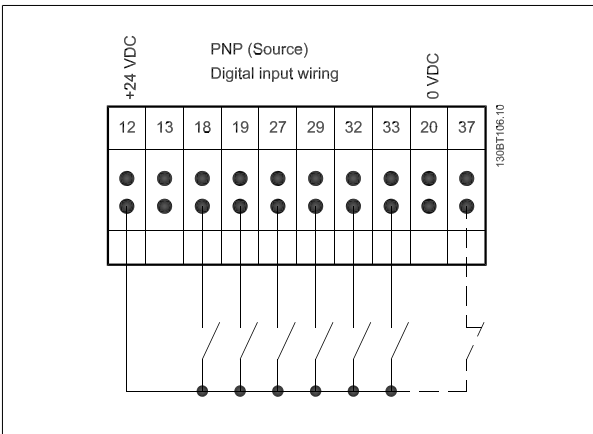 PNP (Source)
Digital input wiring
+24 VDC
0 VDC
12 13 18 19 27 29 32 33 20 37
130BT106.10